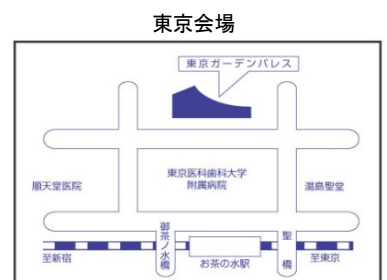 東京会場
東京ガーデンパレス
順天堂医院
東京医科歯科大学
附属病院
湯島聖堂
御茶ノ水橋
聖橋
至新宿
お茶の水駅
至東京